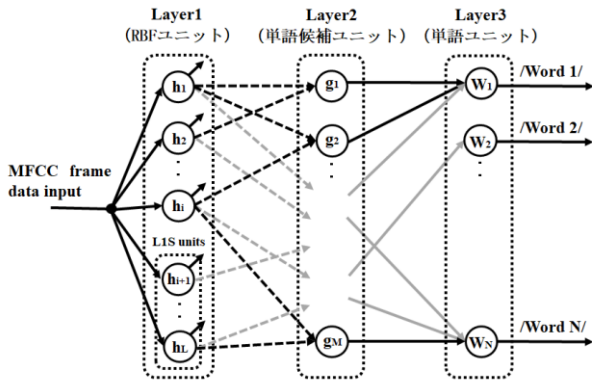 Layer1
(RBFユニット)
Layer2
(単語候補ユニット)
Layer3
(単語ユニット)
MFCC frame
data input
h1
h2
hi
L1S units
hi+1
hL
g1
g2
gM
W1
W2
WN
/Word 1/
/Word 2/
/Word N/